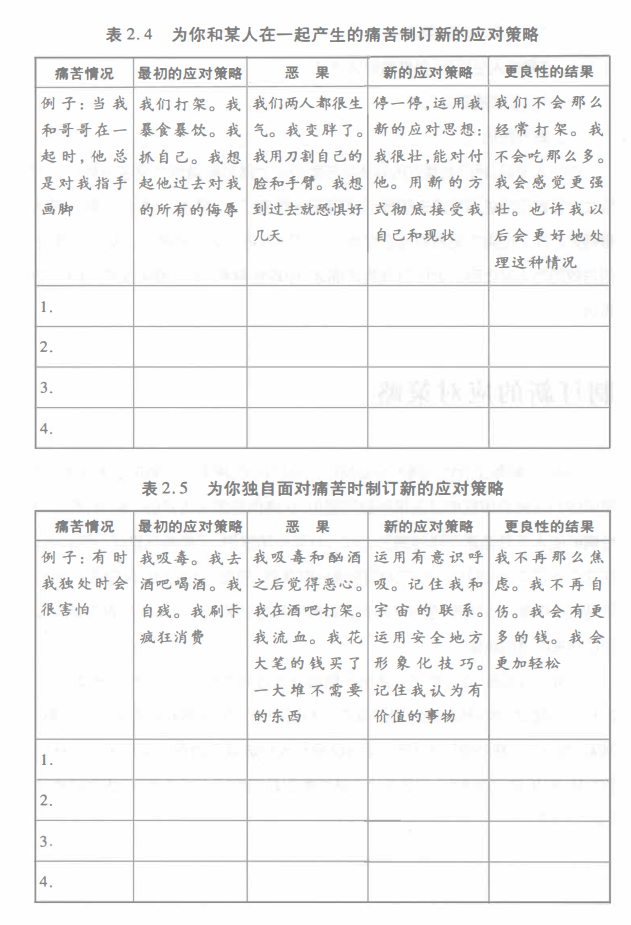 表2.4 为你和某人在一起产生的痛苦制订新的应对策略
痛苦情况 最初的应对策略 恶果 新的应对策略 更良性的结果
例子:当我
和哥哥在一
起时,他总
是对我指手
画脚
我们打架。我
暴食暴饮。我
抓自己。我想
起他过去对我
的所有的侮辱
我们两人都很生
气。我变胖了。
我用刀割自己的
脸和手臂。我想
到过去就恐惧好
几天
停一停,运用我
新的应对思想:
我很壮,能对付
他。用新的方
式彻底接受我
自己和现状
我们不会那么
经常打架。我
不会吃那么多。
我会感觉更强
壮。也许我以
后会更好地处
理这种情况
1.
2.
3.
4.
制订新的应对策略
表2.5 为你独自面对痛苦时制订新的应对策略
痛苦情况 最初的应对策略 恶果 新的应对策略 更良性的结果
例子:有时
我独处时会
很害怕
我吸毒。我去
酒吧喝酒。我
自残。我刷卡
疯狂消费
我吸毒和酗酒
之后觉得恶心。
我在酒吧打架。
我流血。我花
大笔的钱买了
一大堆不需要
的东西
运用有意识呼
吸。记住我和
宇宙的联系。
运用安全地方
形象化技巧。
记住我认为有
价值的事物
我不再那么焦
虑。我不再自
伤。我会有更
多的钱。我会
更加轻松
1.
2.
3.
4.